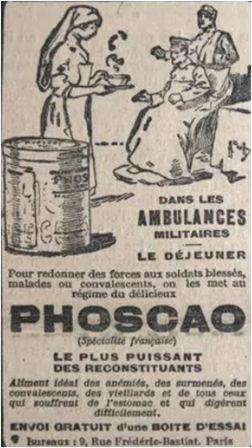 PHOS
DANS LES
AMBULANCES
MILITAIRES
LE DÉJEUNER
Pour redonner des forces aux soldats blessés,
malades ou convalescents, on les met au
régime du délicieux
PHOSCAO
(Spécialité française)
LE PLUS PUISSANT
DES RECONSTITUANTS
Aliment idéal des anémiés, des surmenés, des
convalescents, des vieillards et de tous ceux
qui souffrent de l'estomac et qui digèrent
difficilement.
ENVOI GRATUIT d'une BOITE D'ESSAI
Bureaux : 9, Rue Frédéric-Bastiat, Paris